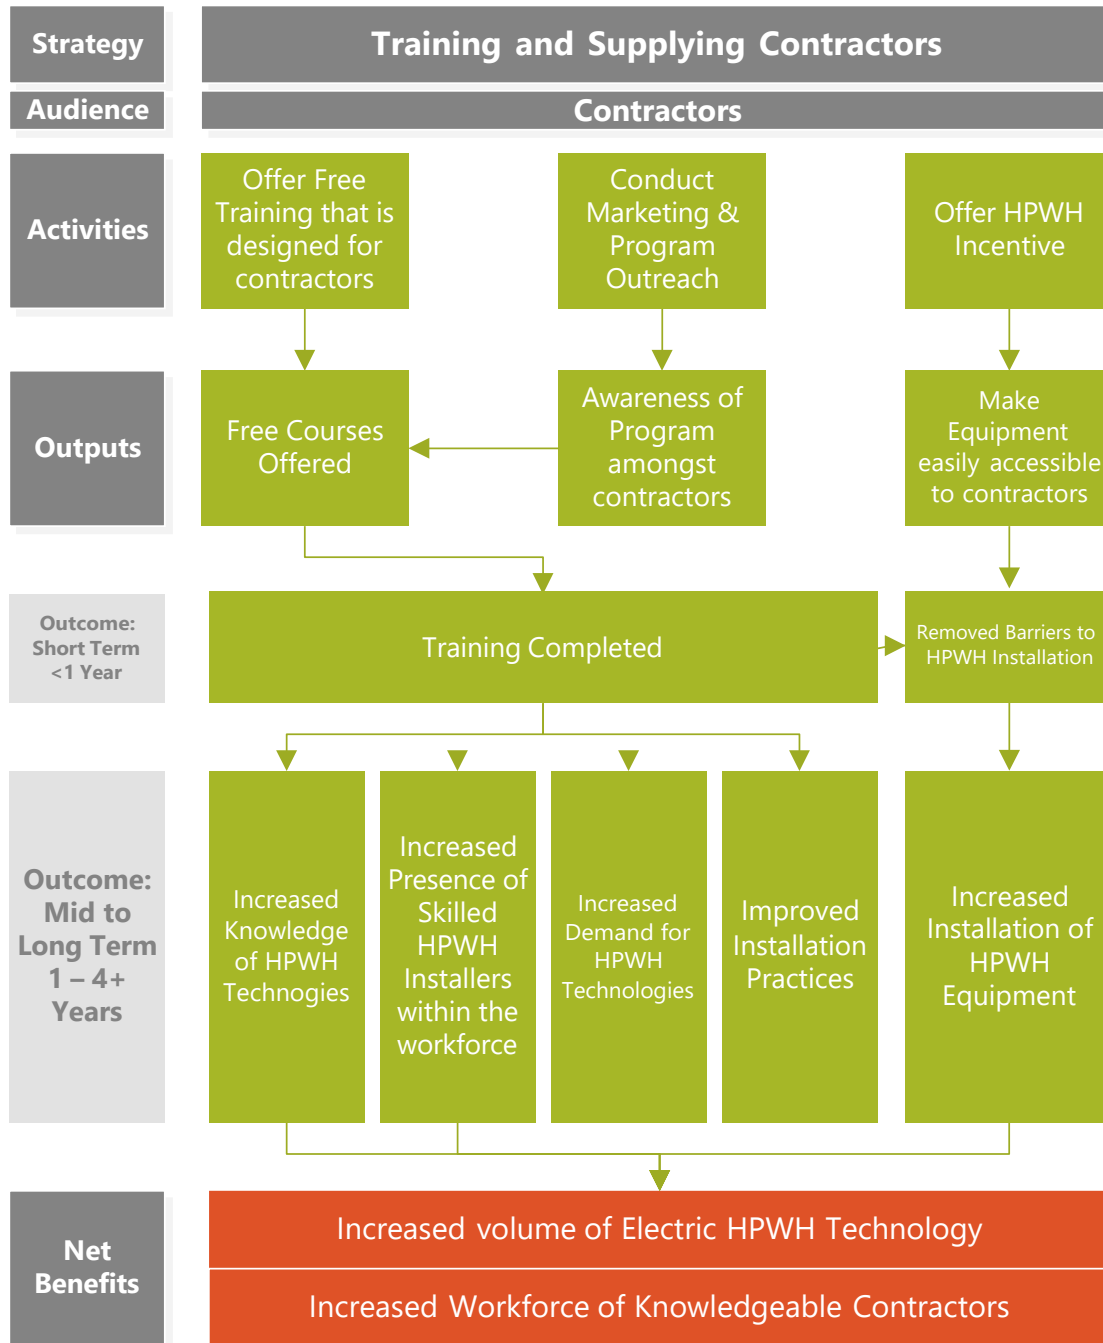 Strategy
Training and Supplying Contractors
Audience
Contractors
Activities
Offer Free
Training that is
designed for
contractors
Conduct
Marketing &
Program
Outreach
Offer HPWH
Incentive
Outputs
Free Courses
Offered
Awareness of
Program
amongst
contractors
Make
Equipment
easily accessible
to contractors
Outcome:
Short Term
<1 Year
Training Completed
Removed Barriers to
HPWH Installation
Outcome:
Mid to
Long Term
1 – 4+
Years
Increased
Knowledge
of HPWH
Technogies
Increased
Presence of
Skilled
HPWH
Installers
within the
workforce
Increased
Demand for
HPWH
Technologies
Improved
Installation
Practices
Increased
Installation of
HPWH
Equipment
Net
Benefits
Increased volume of Electric HPWH Technology
Increased Workforce of Knowledgeable Contractors